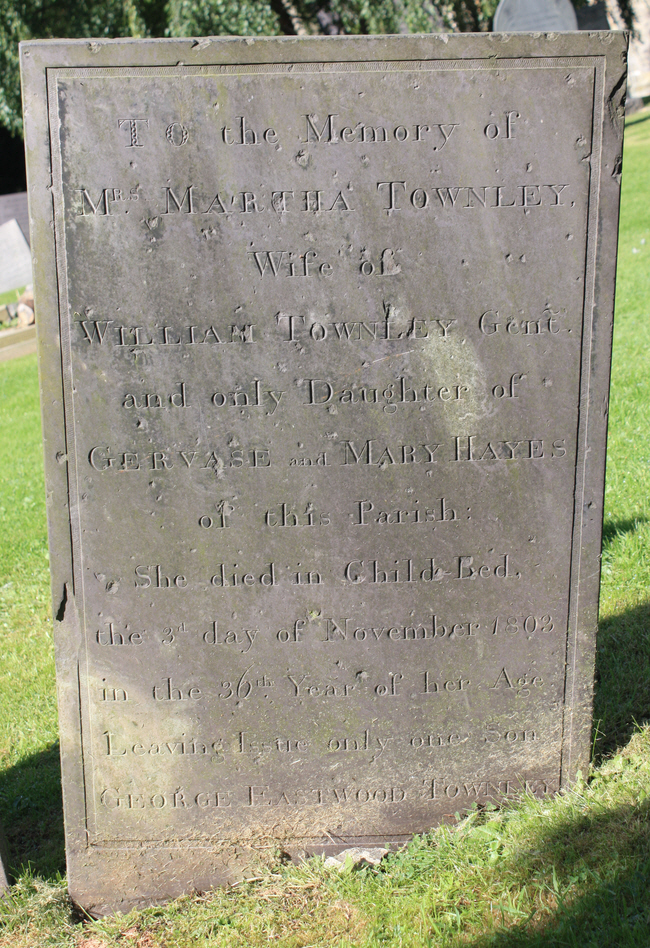 TO the Memory of
Mrs. MARTHA TOWNLEY,
Wife of
WILLIAM TOWNLEY Gent.
and only Daughter of
GERVASE and MARY HAYES
of this Parish:
She died in Child-Bed,
the 3rd day of November 1803
in the 36th Year of her Age
Leaving Issue only one Son
GEORGE EASTWOOD TOWNLEY.